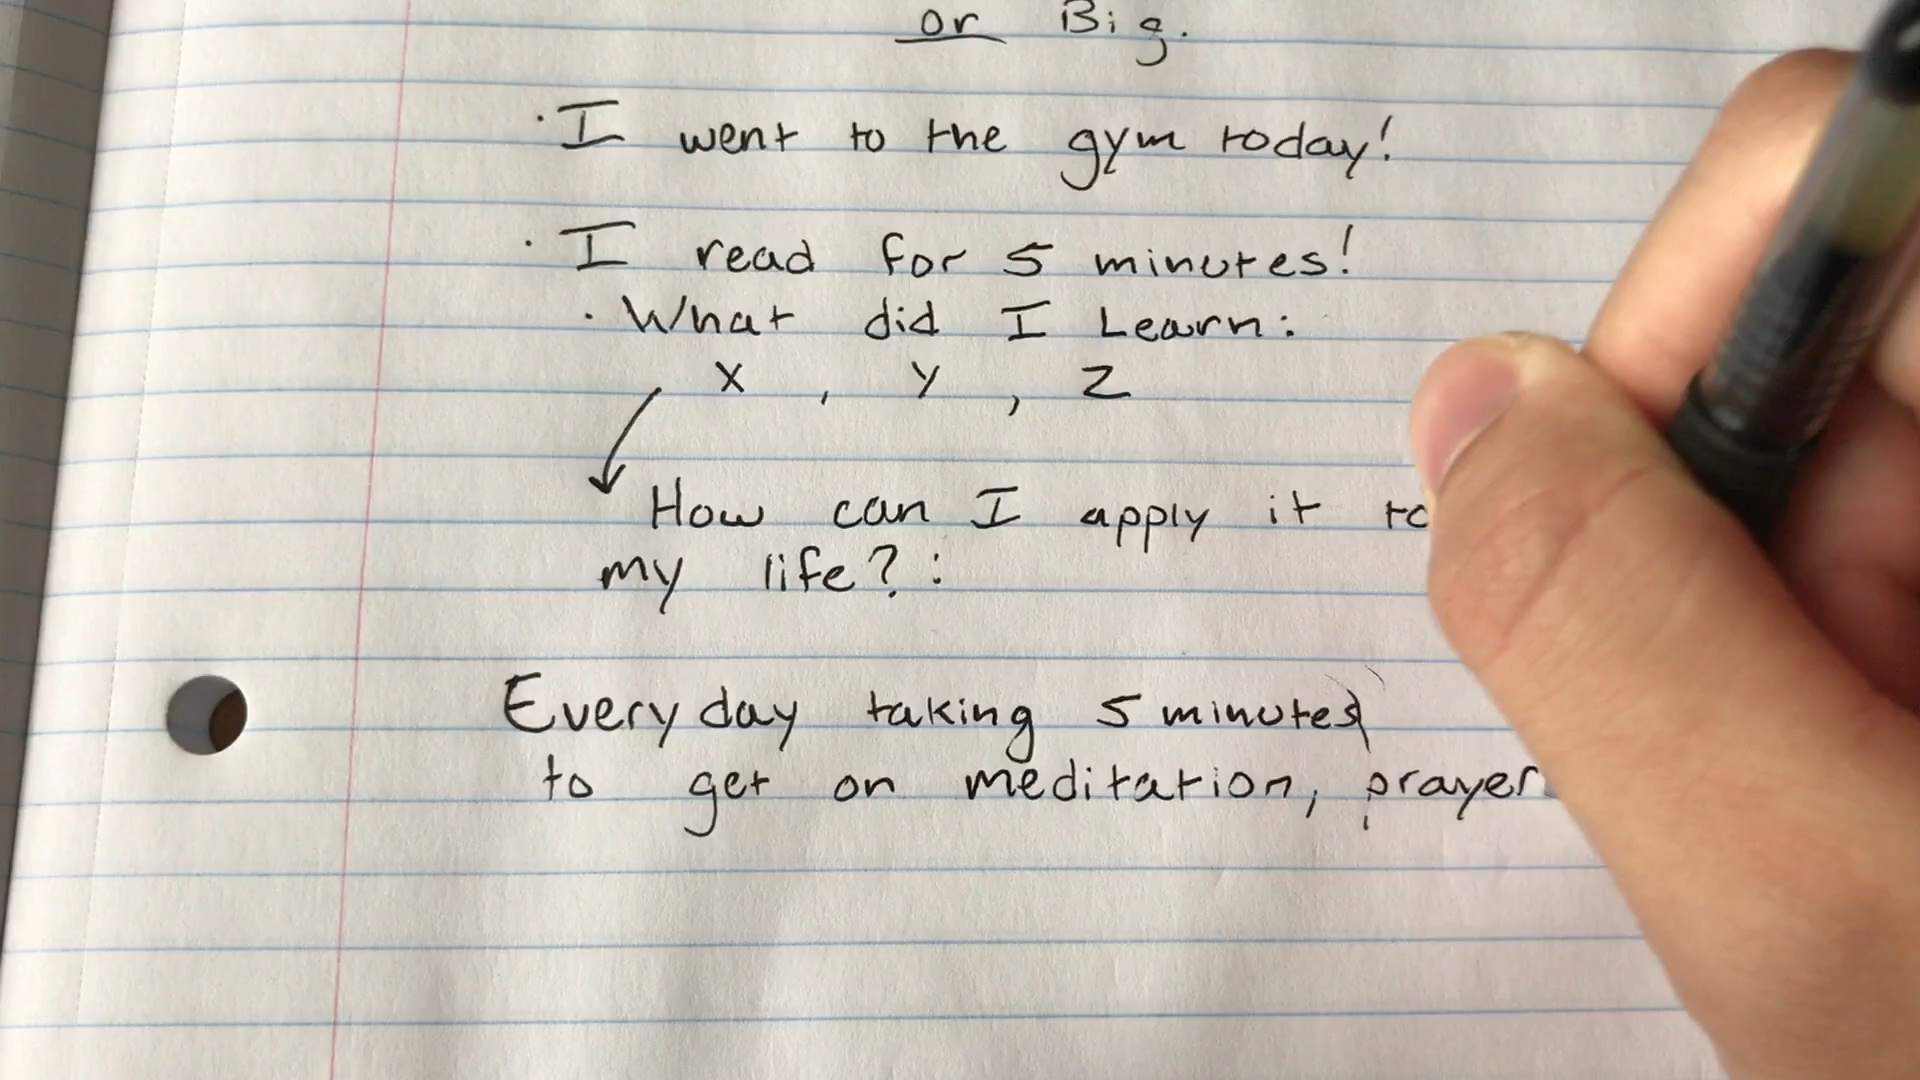 or Big.
· I went to the gym today!
· I read for 5 minutes!
· What did I Learn:
X , Y , Z
How can I apply it to
my life? :
Every day taking 5 minutes
to get on meditation, prayer